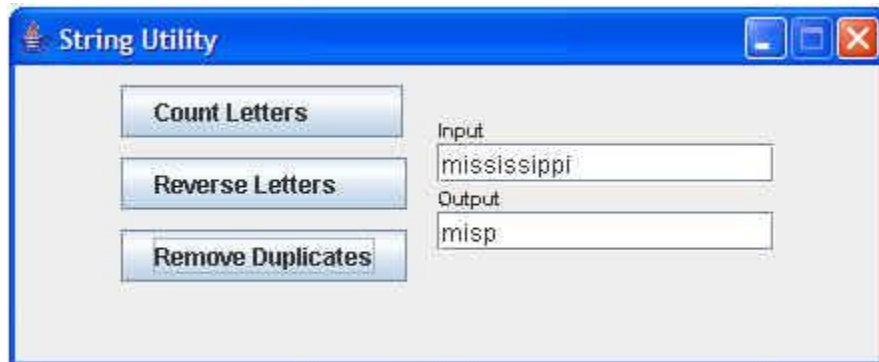 String Utility
Count Letters
Reverse Letters
Remove Duplicates
Input
mississippi
Output
misp